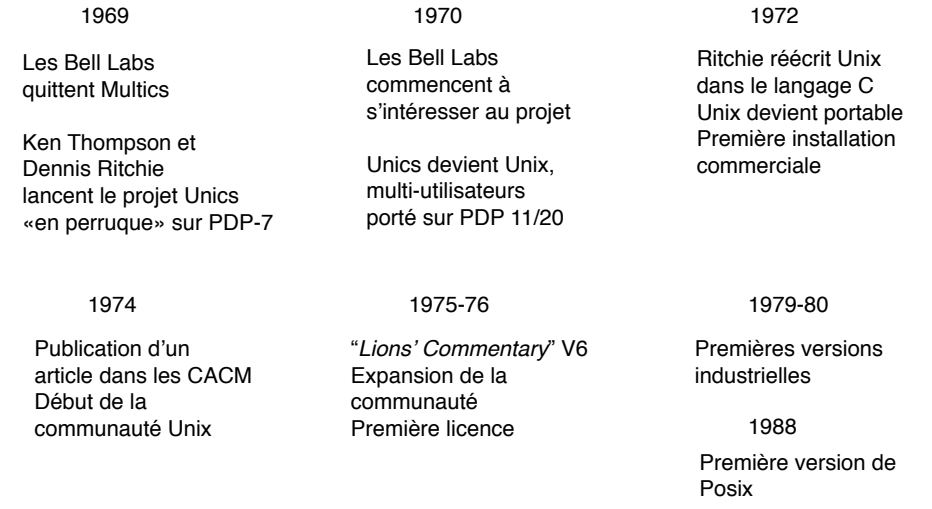 1969
Les Bell Labs
quittent Multics
Ken Thompson et
Dennis Ritchie
lancent le projet Unics
«en perruque» sur PDP-7
1970
Les Bell Labs
commencent à
s’intéresser au projet
Unics devient Unix,
multi-utilisateurs
porté sur PDP 11/20
1972
Ritchie réécrit Unix
dans le langage C
Unix devient portable
Première installation
commerciale
1974
Publication d’un
article dans les CACM
Début de la
communauté Unix
1975-76
“Lions’ Commentary” V6
Expansion de la
communauté
Première licence
1979-80
Premières versions
industrielles
1988
Première version de
Posix